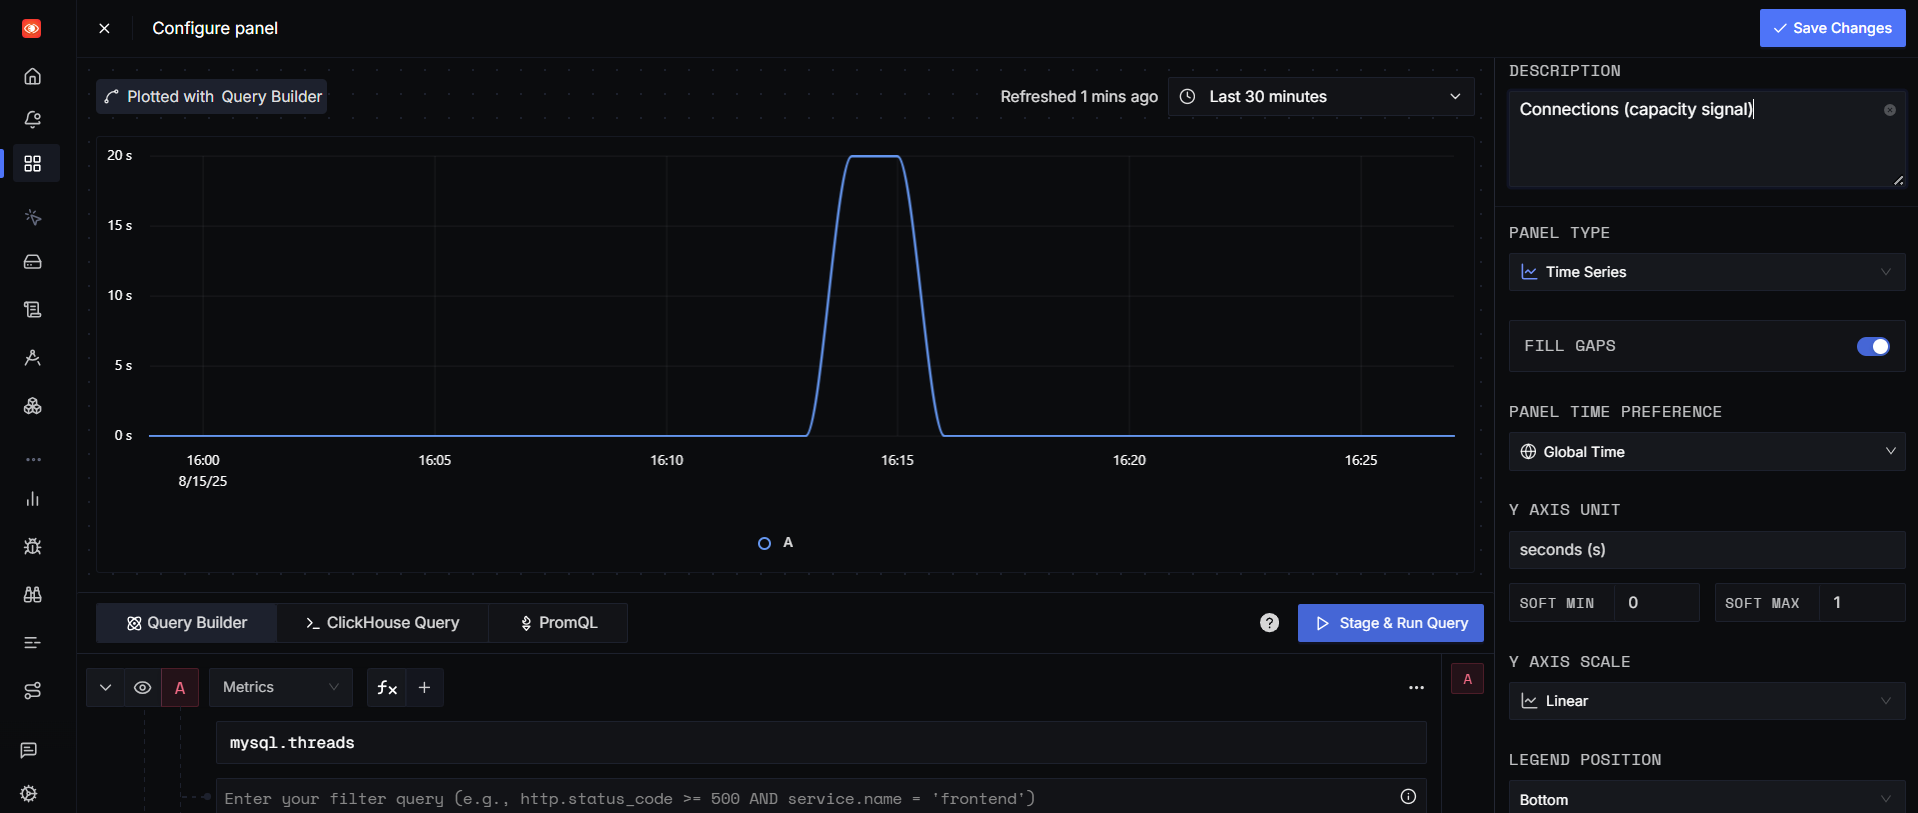 Configure panel
Save Changes
Plotted with Query Builder
Refreshed 1 mins ago
Last 30 minutes
20 s
15 s
10 s
5 s
0 s
16:00
16:05
16:10
16:15
16:20
16:25
8/15/25
A
Query Builder
ClickHouse Query
PromQL
?
Stage & Run Query
A
Metrics
fx
+
...
A
mysql.threads
Enter your filter query (e.g., http.status_code >= 500 AND service.name = 'frontend')
DESCRIPTION
Connections (capacity signal)
PANEL TYPE
Time Series
FILL GAPS
PANEL TIME PREFERENCE
Global Time
Y AXIS UNIT
seconds (s)
SOFT MIN 0
SOFT MAX 1
Y AXIS SCALE
Linear
LEGEND POSITION
Bottom